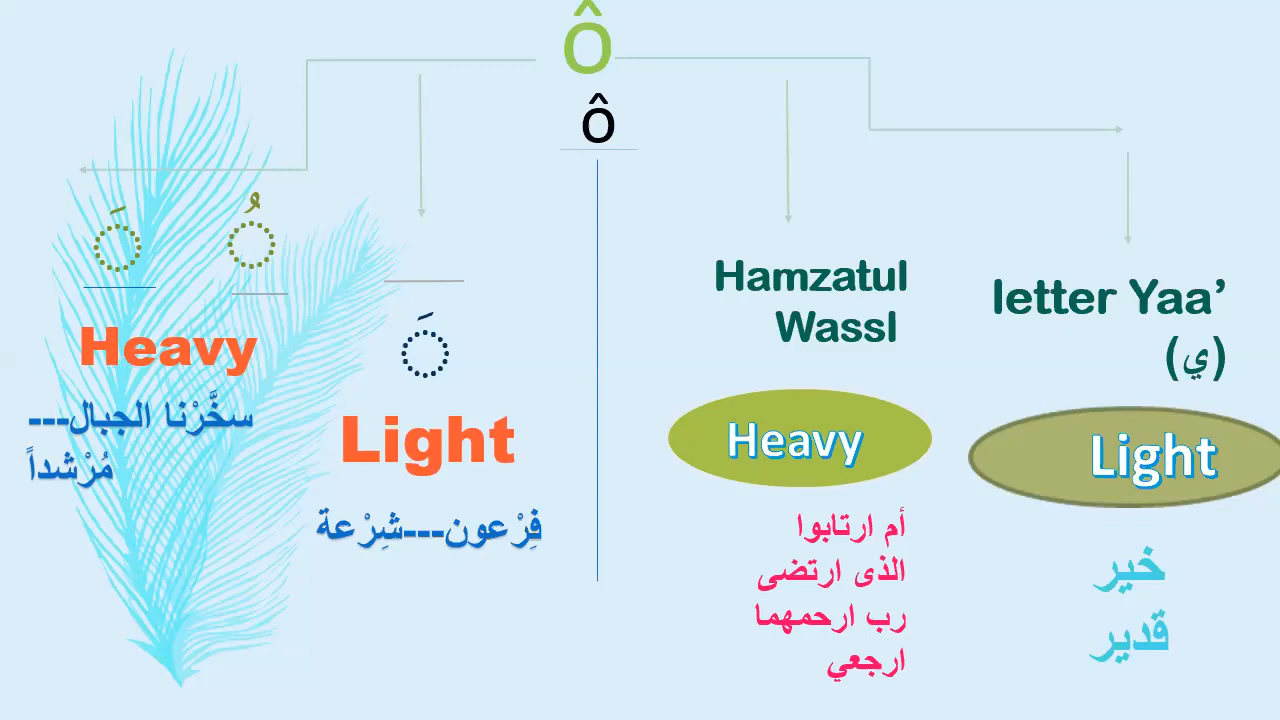 Ô
Ô
◌َ ◌ُ
Heavy
سخَّرْنا الجبال---
مُرْشداً
◌َ
Light
فِرْعون---شِرْعة
Hamzatul
Wassl
Heavy
أم ارتابوا
الذى ارتضى
رب ارحمهما
ارجعي
letter Yaa’
(ي)
Light
خير
قدير